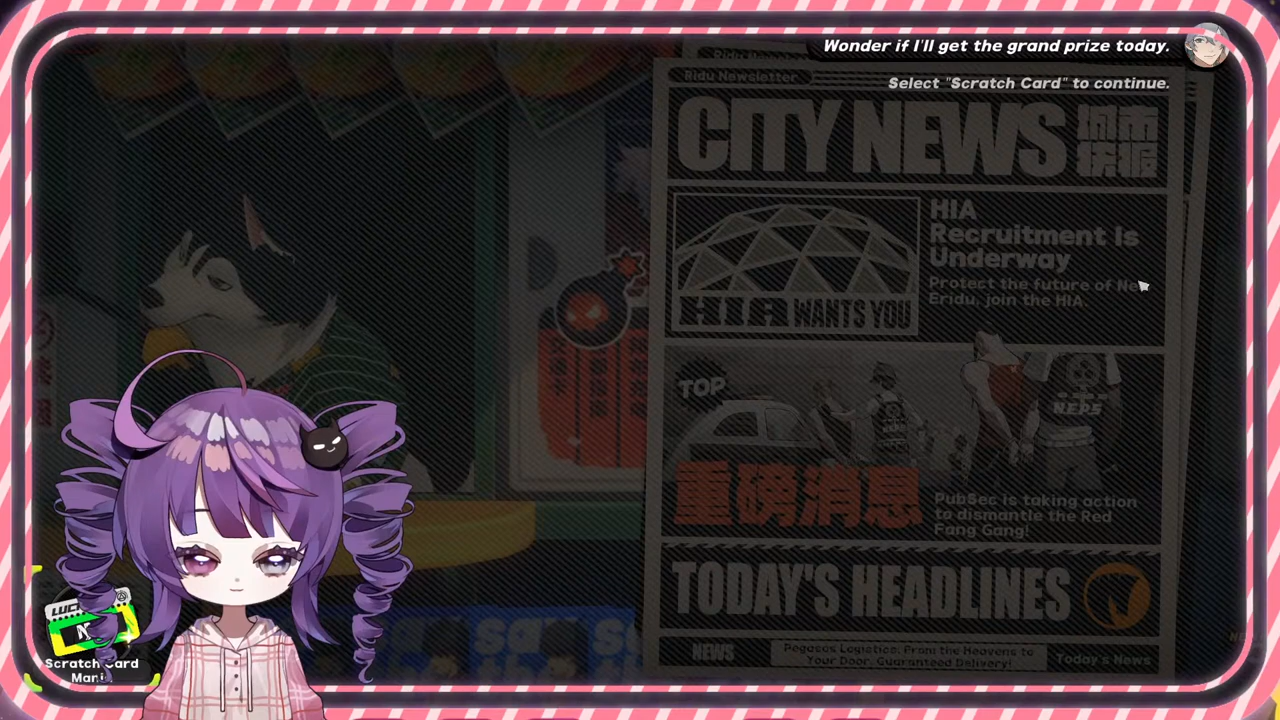 Wonder if I'll get the grand prize today.
Select "Scratch Card" to continue.
Ridu Newsletter
CITY NEWS
HIA
Recruitment Is
Underway
Protect the future of Ne
Eridu, join the HIA.
HIA WANTS YOU
TOP
N.E.P.S
重磅消息
PubSec is taking action
to dismantle the Red
Fang Gang!
TODAY'S HEADLINES
NEWS
Pegasus Logistics: From the Heavens to
Your Door, Guaranteed Delivery!
Today's News
Scratch Card